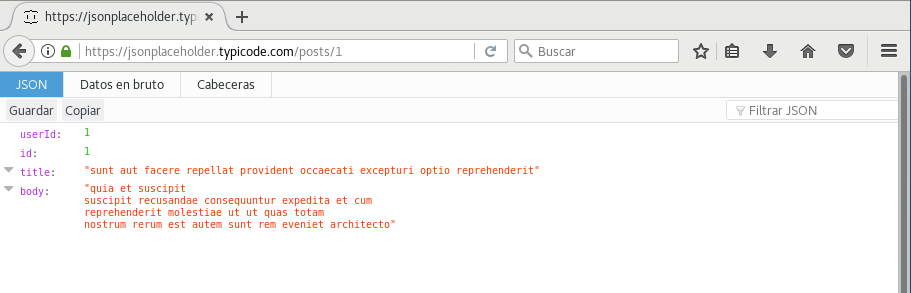 https://jsonplaceholder.typ
https://jsonplaceholder.typicode.com/posts/1
Buscar
JSON Datos en bruto Cabeceras
Guardar Copiar
Filtrar JSON
userId: 1
id: 1
title: "sunt aut facere repellat provident occaecati excepturi optio reprehenderit"
body: "quia et suscipit
suscipit recusandae consequuntur expedita et cum
reprehenderit molestiae ut ut quas totam
nostrum rerum est autem sunt rem eveniet architecto"